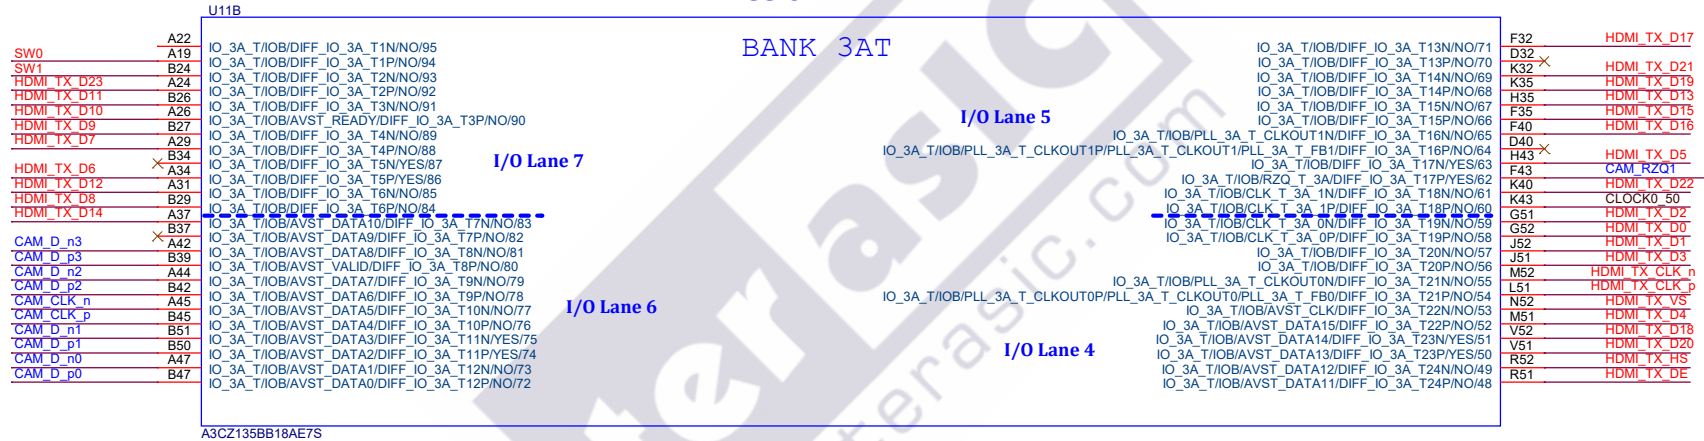 U11B
BANK 3AT
A22 IO_3A_T/IOB/DIFF_IO_3A_T1N/NO/95
SW0 A19 IO_3A_T/IOB/DIFF_IO_3A_T1P/NO/94
SW1 B24 IO_3A_T/IOB/DIFF_IO_3A_T2N/NO/93
HDMI_TX_D23 A24 IO_3A_T/IOB/DIFF_IO_3A_T2P/NO/92
HDMI_TX_D11 B26 IO_3A_T/IOB/DIFF_IO_3A_T3N/NO/91
HDMI_TX_D10 A26 IO_3A_T/IOB/AVST_READY/DIFF_IO_3A_T3P/NO/90
HDMI_TX_D9 B27 IO_3A_T/IOB/DIFF_IO_3A_T4N/NO/89
HDMI_TX_D7 A29 IO_3A_T/IOB/DIFF_IO_3A_T4P/NO/88
B34 IO_3A_T/IOB/DIFF_IO_3A_T5N/YES/87
HDMI_TX_D6 A34 IO_3A_T/IOB/DIFF_IO_3A_T5P/YES/86
HDMI_TX_D12 A31 IO_3A_T/IOB/DIFF_IO_3A_T6N/NO/85
HDMI_TX_D8 B29 IO_3A_T/IOB/DIFF_IO_3A_T6P/NO/84
I/O Lane 7
HDMI_TX_D14 A37 IO_3A_T/IOB/AVST_DATA10/DIFF_IO_3A_T7N/NO/83
B37 IO_3A_T/IOB/AVST_DATA9/DIFF_IO_3A_T7P/NO/82
CAM_D_n3 A42 IO_3A_T/IOB/AVST_DATA8/DIFF_IO_3A_T8N/NO/81
CAM_D_p3 B39 IO_3A_T/IOB/AVST_VALID/DIFF_IO_3A_T8P/NO/80
CAM_D_n2 A44 IO_3A_T/IOB/AVST_DATA7/DIFF_IO_3A_T9N/NO/79
CAM_D_p2 B42 IO_3A_T/IOB/AVST_DATA6/DIFF_IO_3A_T9P/NO/78
CAM_CLK_n A45 IO_3A_T/IOB/AVST_DATA5/DIFF_IO_3A_T10N/NO/77
CAM_CLK_p B45 IO_3A_T/IOB/AVST_DATA4/DIFF_IO_3A_T10P/NO/76
CAM_D_n1 B51 IO_3A_T/IOB/AVST_DATA3/DIFF_IO_3A_T11N/YES/75
CAM_D_p1 B50 IO_3A_T/IOB/AVST_DATA2/DIFF_IO_3A_T11P/YES/74
CAM_D_n0 A47 IO_3A_T/IOB/AVST_DATA1/DIFF_IO_3A_T12N/NO/73
CAM_D_p0 B47 IO_3A_T/IOB/AVST_DATA0/DIFF_IO_3A_T12P/NO/72
I/O Lane 6
IO_3A_T/IOB/DIFF_IO_3A_T13N/NO/71 F32 HDMI_TX_D17
IO_3A_T/IOB/DIFF_IO_3A_T13P/NO/70 D32
IO_3A_T/IOB/DIFF_IO_3A_T14N/NO/69 K32 HDMI_TX_D21
IO_3A_T/IOB/DIFF_IO_3A_T14P/NO/68 K35 HDMI_TX_D19
IO_3A_T/IOB/DIFF_IO_3A_T15N/NO/67 H35 HDMI_TX_D13
IO_3A_T/IOB/DIFF_IO_3A_T15P/NO/66 F35 HDMI_TX_D15
IO_3A_T/IOB/PLL_3A_T_CLKOUT1N/DIFF_IO_3A_T16N/NO/65 F40 HDMI_TX_D16
IO_3A_T/IOB/PLL_3A_T_CLKOUT1P/PLL_3A_T_CLKOUT1/PLL_3A_T_FB1/DIFF_IO_3A_T16P/NO/64 D40
IO_3A_T/IOB/DIFF_IO_3A_T17N/YES/63 H43 HDMI_TX_D5
IO_3A_T/IOB/RZQ_T_3A/DIFF_IO_3A_T17P/YES/62 F43 CAM_RZQ1
IO_3A_T/IOB/CLK_T_3A_1N/DIFF_IO_3A_T18N/NO/61 K40 HDMI_TX_D22
IO_3A_T/IOB/CLK_T_3A_1P/DIFF_IO_3A_T18P/NO/60 K43 CLOCK0_50
I/O Lane 5
IO_3A_T/IOB/CLK_T_3A_0N/DIFF_IO_3A_T19N/NO/59 G51 HDMI_TX_D2
IO_3A_T/IOB/CLK_T_3A_0P/DIFF_IO_3A_T19P/NO/58 G52 HDMI_TX_D0
IO_3A_T/IOB/DIFF_IO_3A_T20N/NO/57 J52 HDMI_TX_D1
IO_3A_T/IOB/DIFF_IO_3A_T20P/NO/56 J51 HDMI_TX_D3
IO_3A_T/IOB/PLL_3A_T_CLKOUT0N/DIFF_IO_3A_T21N/NO/55 M52 HDMI_TX_CLK_n
IO_3A_T/IOB/PLL_3A_T_CLKOUT0P/PLL_3A_T_CLKOUT0/PLL_3A_T_FB0/DIFF_IO_3A_T21P/NO/54 L51 HDMI_TX_CLK_p
IO_3A_T/IOB/AVST_CLK/DIFF_IO_3A_T22N/NO/53 N52 HDMI_TX_VS
IO_3A_T/IOB/AVST_DATA15/DIFF_IO_3A_T22P/NO/52 M51 HDMI_TX_D4
IO_3A_T/IOB/AVST_DATA14/DIFF_IO_3A_T23N/YES/51 V52 HDMI_TX_D18
IO_3A_T/IOB/AVST_DATA13/DIFF_IO_3A_T23P/YES/50 V51 HDMI_TX_D20
IO_3A_T/IOB/AVST_DATA12/DIFF_IO_3A_T24N/NO/49 R52 HDMI_TX_HS
IO_3A_T/IOB/AVST_DATA11/DIFF_IO_3A_T24P/NO/48 R51 HDMI_TX_DE
I/O Lane 4
A3CZ135BB18AE7S
terasic
terasic.com